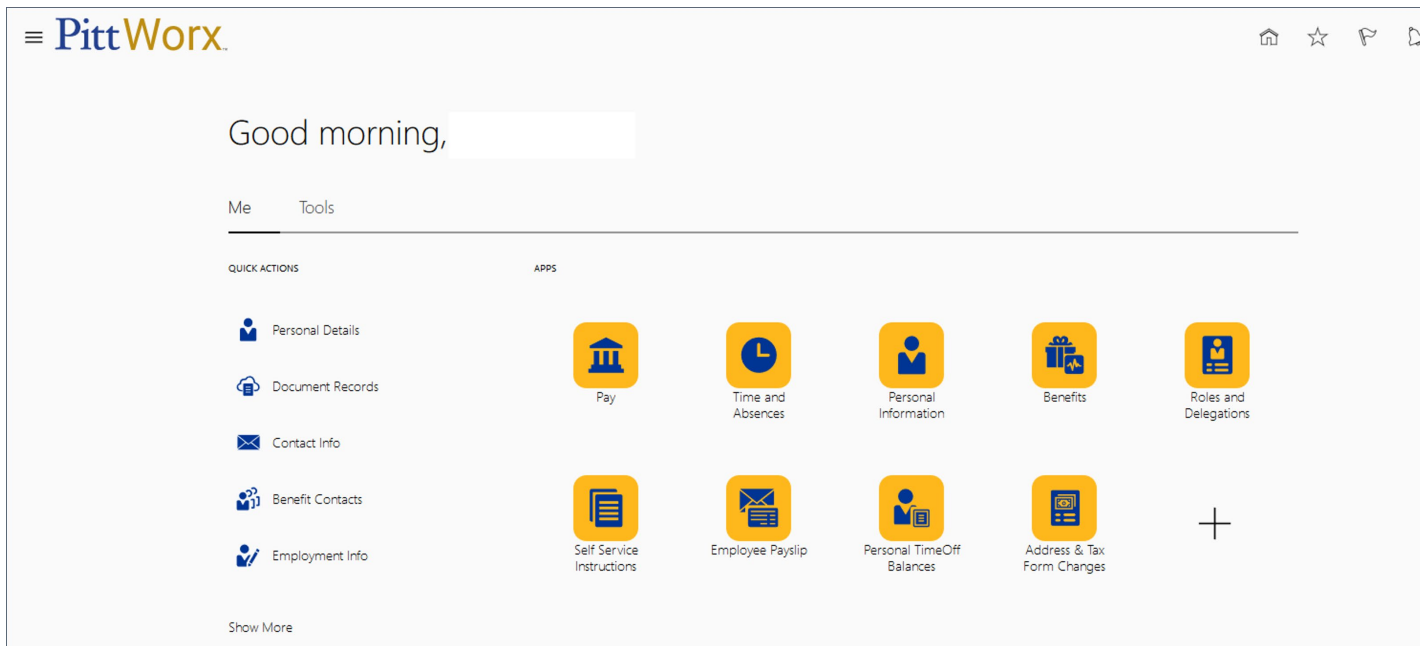 PittWorx™
Good morning,
Me
Tools
QUICK ACTIONS
Personal Details
Document Records
Contact Info
Benefit Contacts
Employment Info
Show More
APPS
Pay
Time and
Absences
Personal
Information
Benefits
Roles and
Delegations
Self Service
Instructions
Employee Payslip
Personal TimeOff
Balances
Address & Tax
Form Changes